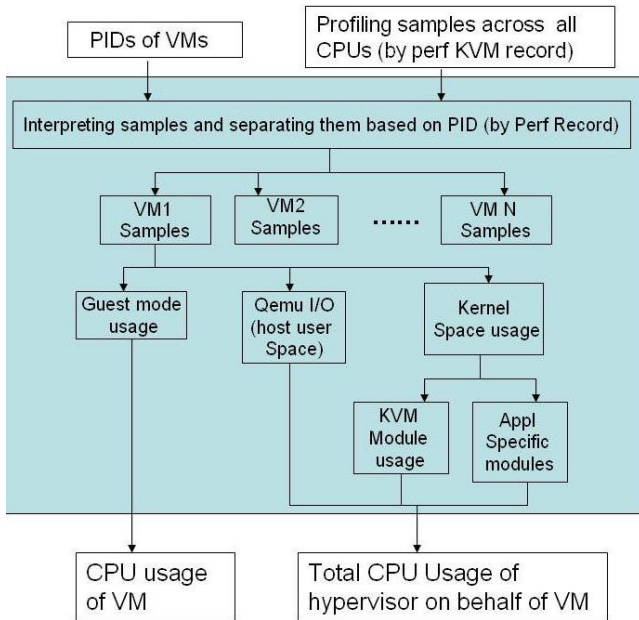 PIDs of VMs
Profiling samples across all
CPUs (by perf KVM record)
Interpreting samples and separating them based on PID (by Perf Record)
VM1
Samples
VM2
Samples
......
VM N
Samples
Guest mode
usage
Qemu I/O
(host user
Space)
Kernel
Space usage
KVM
Module
usage
Appl
Specific
modules
CPU usage
of VM
Total CPU Usage of
hypervisor on behalf of VM